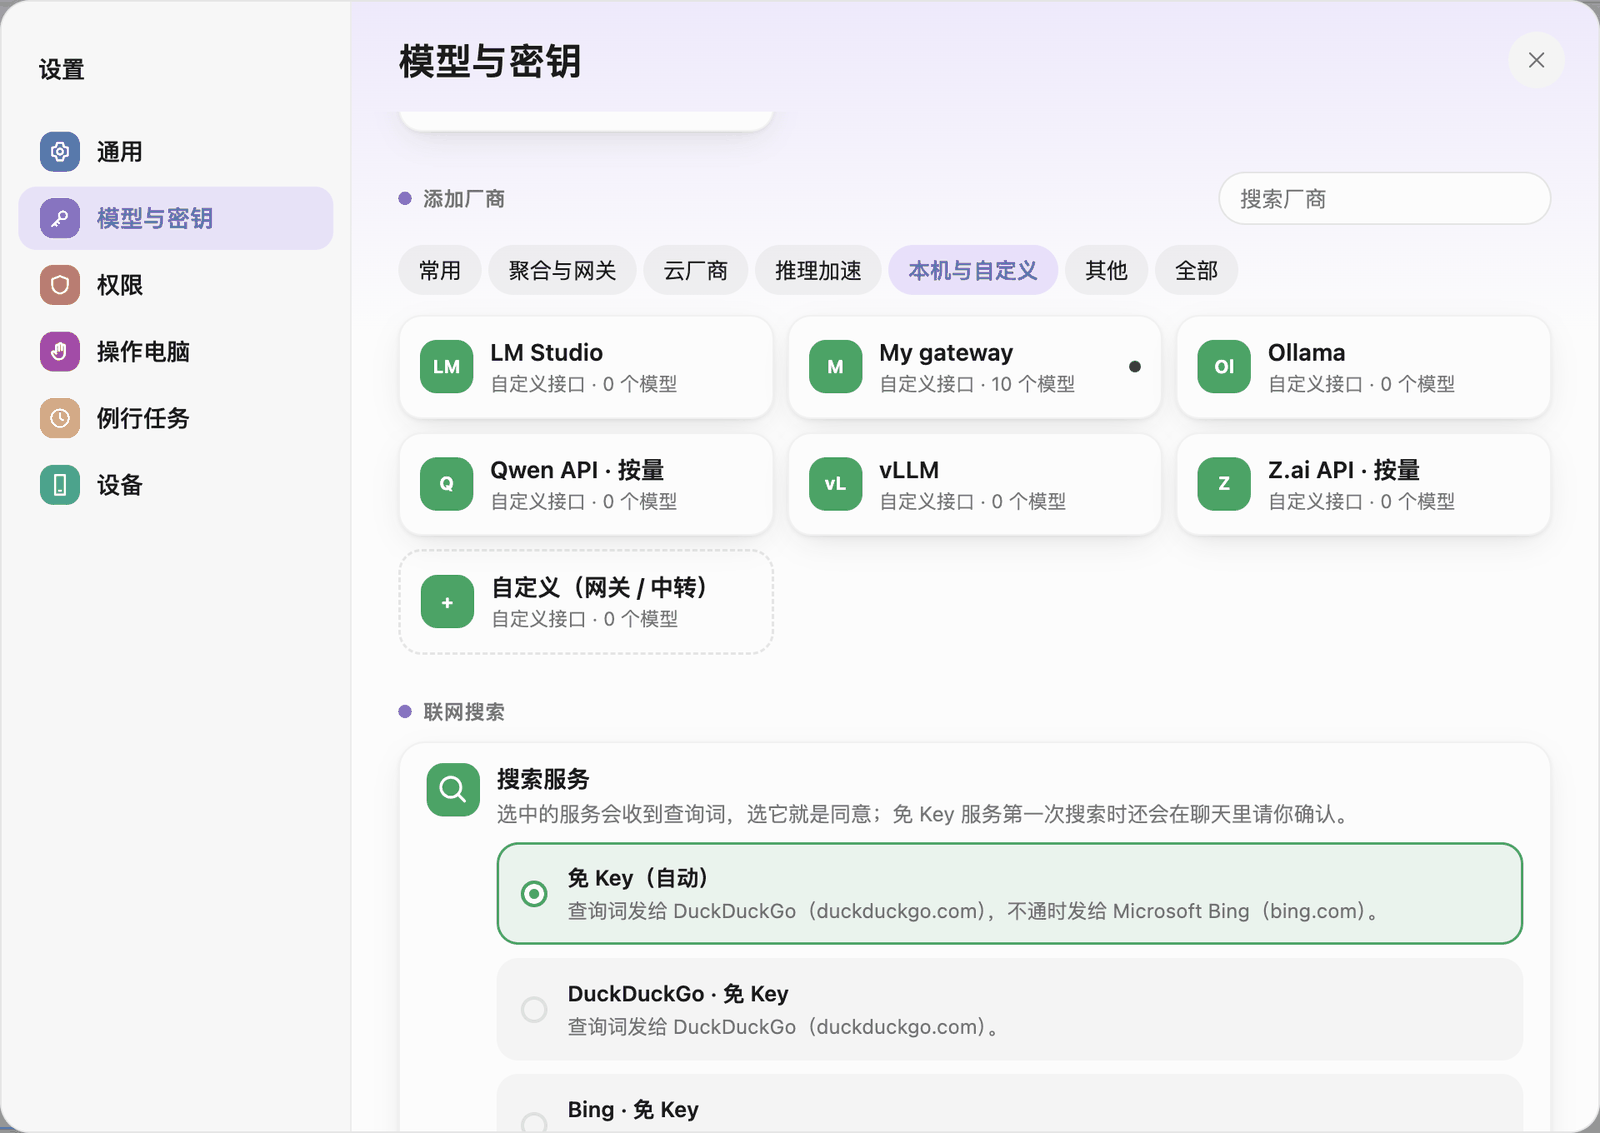 设置
通用
模型与密钥
权限
操作电脑
例行任务
设备
模型与密钥
添加厂商
搜索厂商
常用
聚合与网关
云厂商
推理加速
本机与自定义
其他
全部
LM
LM Studio
自定义接口 · 0 个模型
M
My gateway
自定义接口 · 10 个模型
Ol
Ollama
自定义接口 · 0 个模型
Q
Qwen API · 按量
自定义接口 · 0 个模型
vL
vLLM
自定义接口 · 0 个模型
Z
Z.ai API · 按量
自定义接口 · 0 个模型
+
自定义（网关 / 中转）
自定义接口 · 0 个模型
联网搜索
搜索服务
选中的服务会收到查询词，选它就是同意；免 Key 服务第一次搜索时还会在聊天里请你确认。
免 Key（自动）
查询词发给 DuckDuckGo（duckduckgo.com），不通时发给 Microsoft Bing（bing.com）。
DuckDuckGo · 免 Key
查询词发给 DuckDuckGo（duckduckgo.com）。
Bing · 免 Key